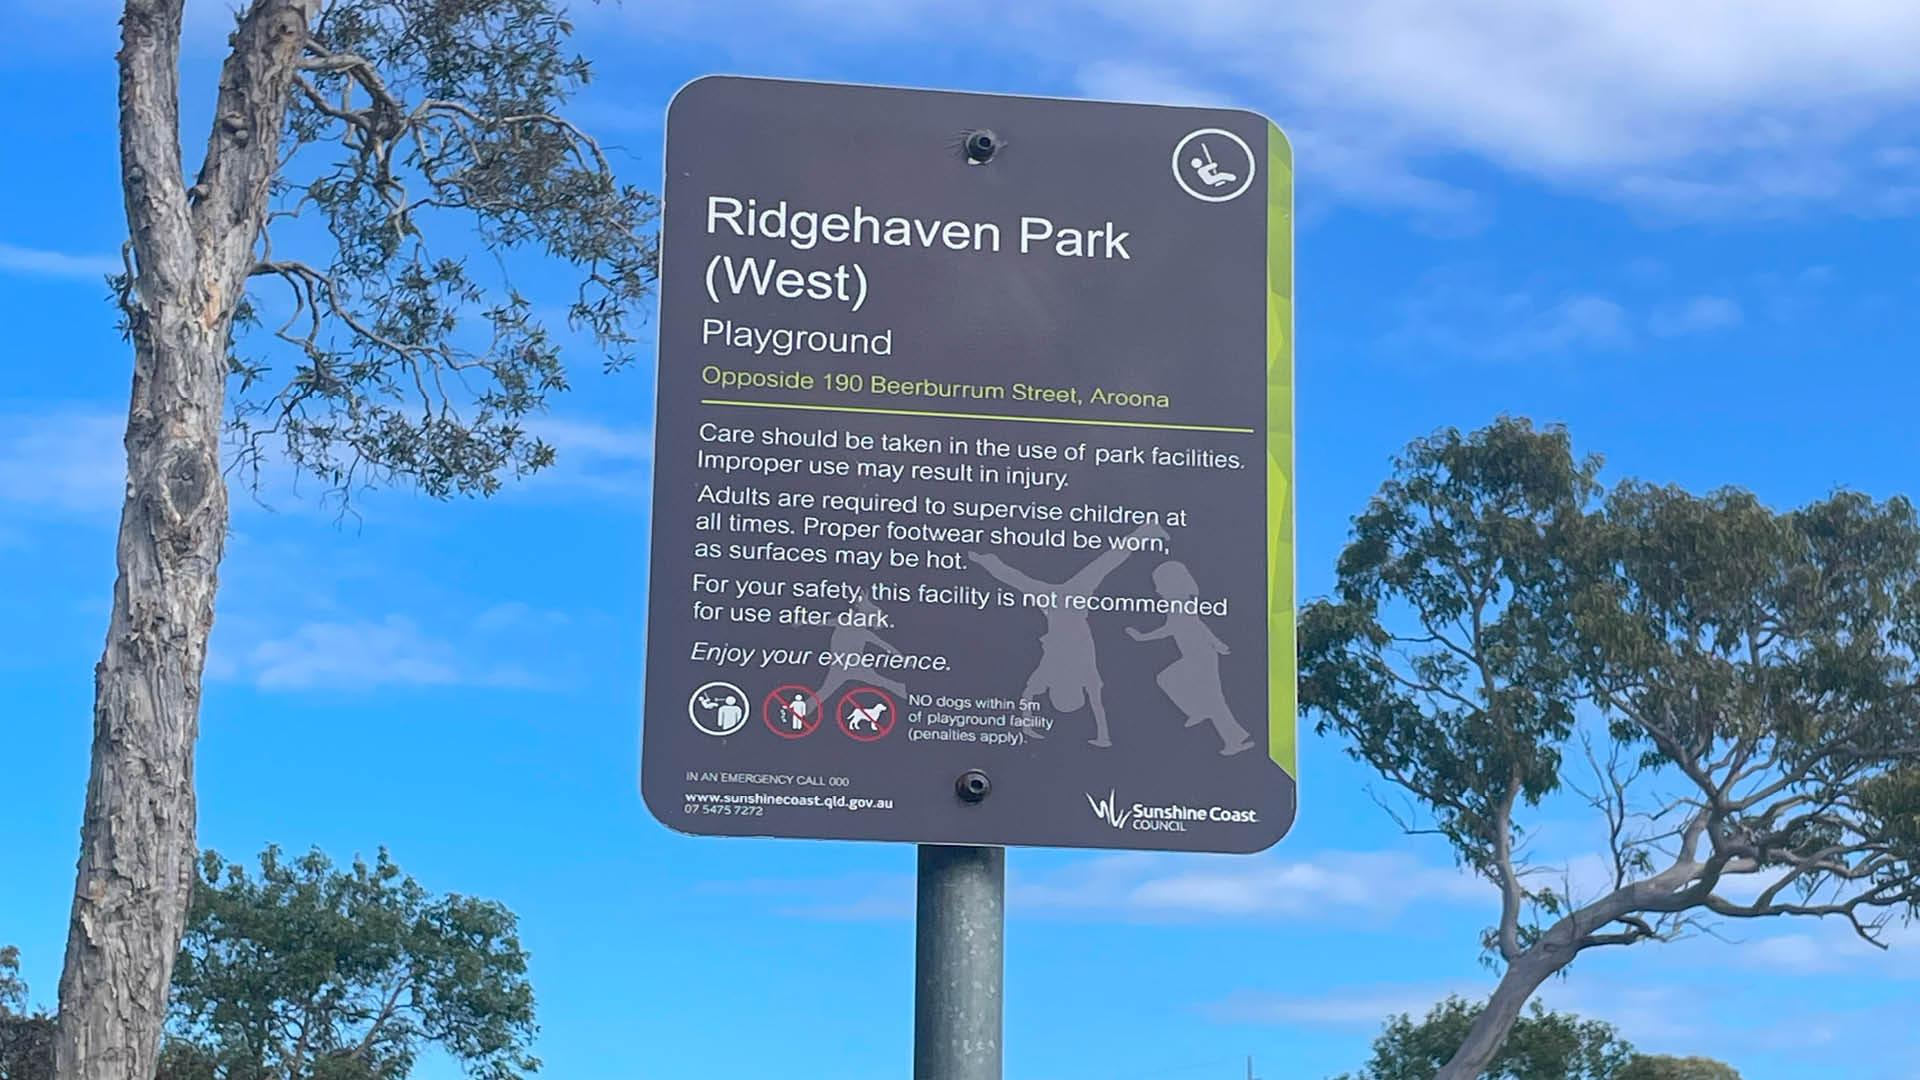 Ridgehaven Park
(West)
Playground
Opposide 190 Beerburrum Street, Aroona
Care should be taken in the use of park facilities.
Improper use may result in injury.
Adults are required to supervise children at
all times. Proper footwear should be worn,
as surfaces may be hot.
For your safety, this facility is not recommended
for use after dark.
Enjoy your experience.
NO dogs within 5m
of playground facility
(penalties apply).
IN AN EMERGENCY CALL 000
www.sunshinecoast.qld.gov.au
07 5475 7272
Sunshine Coast
COUNCIL